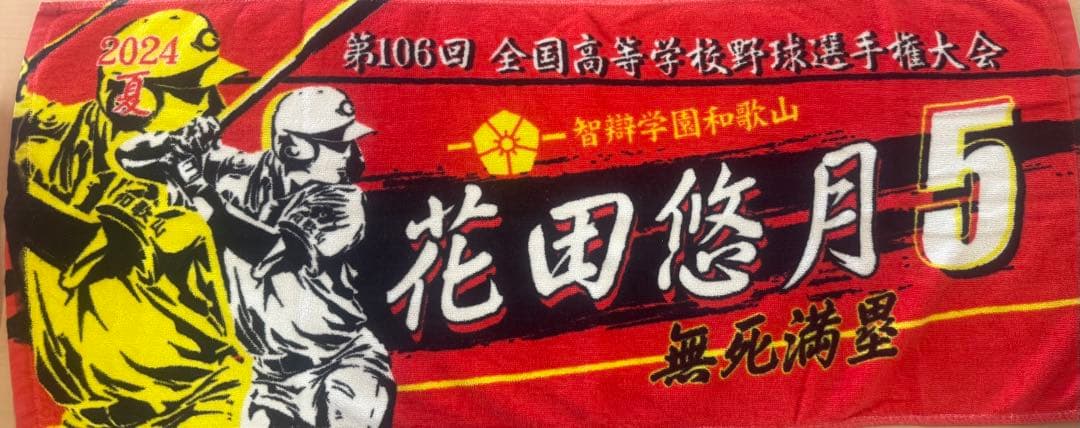 2024
夏
第106回 全国高等学校野球選手権大会
智辯学園和歌山
花田悠月 5
無死満塁